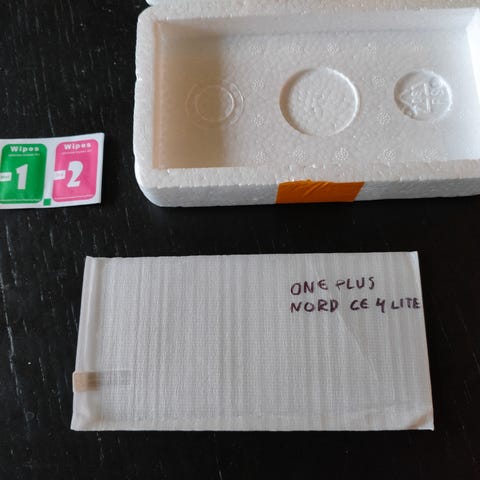 Wipes
1
Wipes
2
ONE PLUS
NORD CE 4 LITE